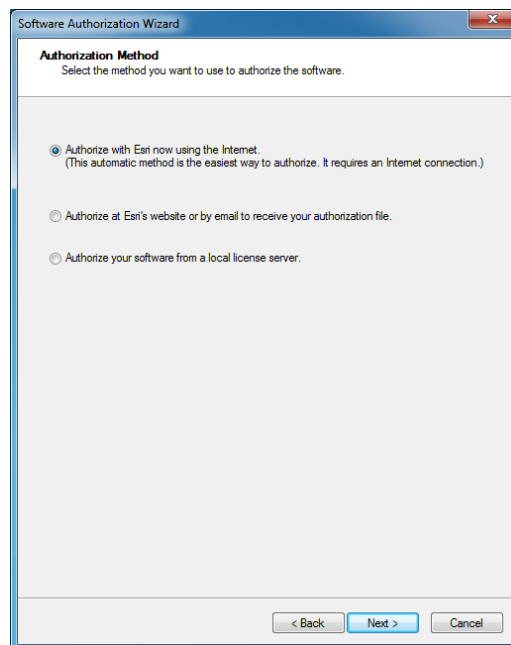 Software Authorization Wizard
Authorization Method
Select the method you want to use to authorize the software.
Authorize with Esri now using the Internet.
(This automatic method is the easiest way to authorize. It requires an Internet connection.)
Authorize at Esri's website or by email to receive your authorization file.
Authorize your software from a local license server.
< Back Next > Cancel